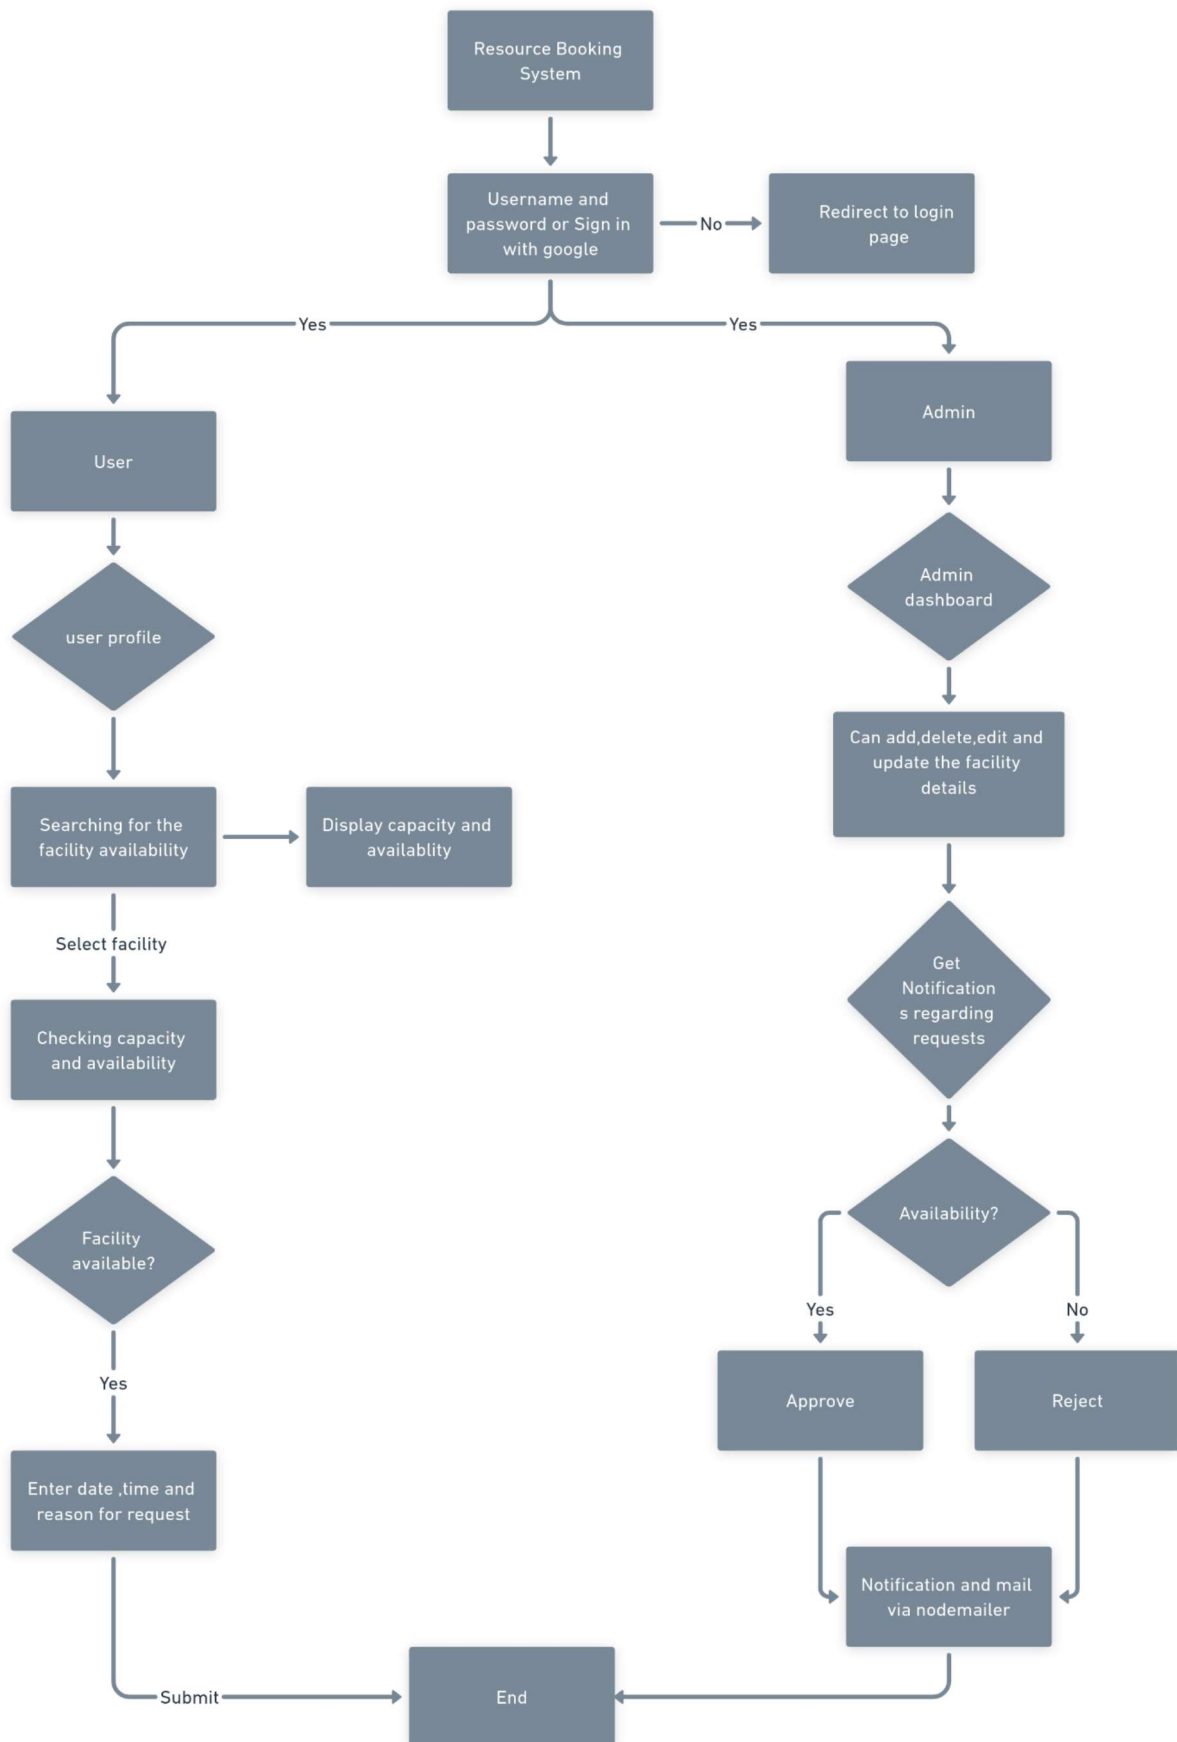 Resource Booking
System
Username and
password or Sign in
with google
No
Redirect to login
page
Yes
Yes
User
Admin
user profile
Admin
dashboard
Searching for the
facility availability
Display capacity and
availablity
Can add,delete,edit and
update the facility
details
Select facility
Checking capacity
and availability
Get
Notification
s regarding
requests
Facility
available?
Availability?
Yes
Yes
No
Enter date ,time and
reason for request
Approve
Reject
Notification and mail
via nodemailer
Submit
End